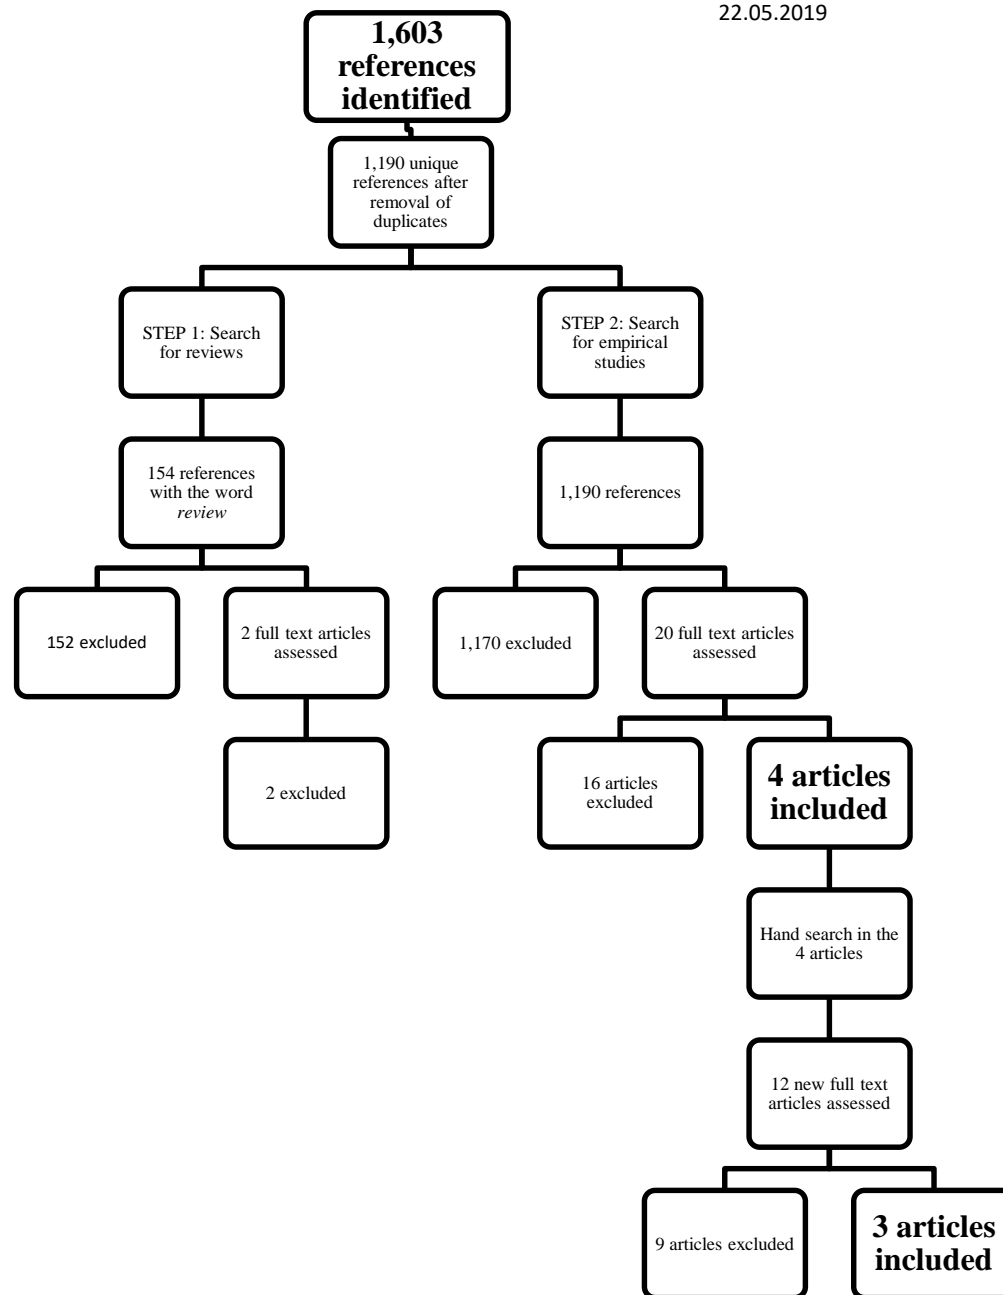 22.05.2019
1,603
references
identified
1,190 unique
references after
removal of
duplicates
STEP 1: Search
for reviews
STEP 2: Search
for empirical
studies
154 references
with the word
review
1,190 references
152 excluded
2 full text articles
assessed
1,170 excluded
20 full text articles
assessed
2 excluded
16 articles
excluded
4 articles
included
Hand search in the
4 articles
12 new full text
articles assessed
9 articles excluded
3 articles
included